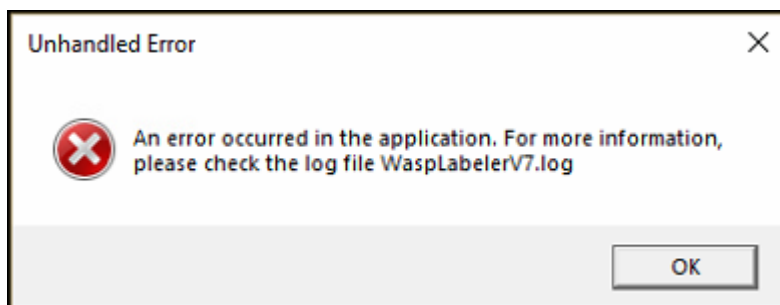 Unhandled Error
An error occurred in the application. For more information,
please check the log file WaspLabelerV7.log
OK